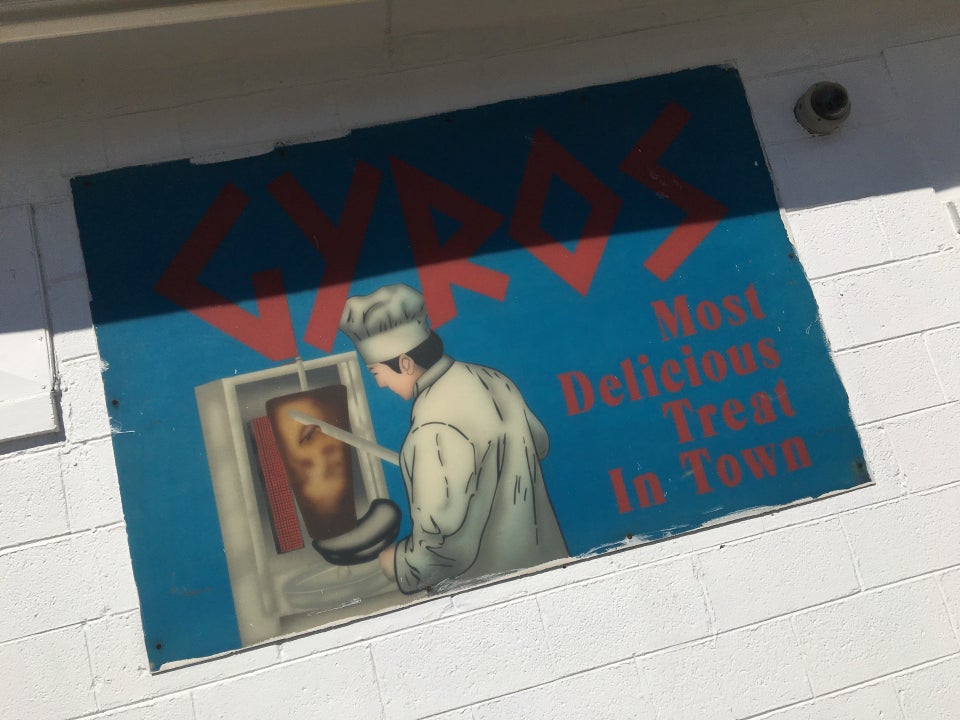 GYROS
Most
Delicious
Treat
In Town